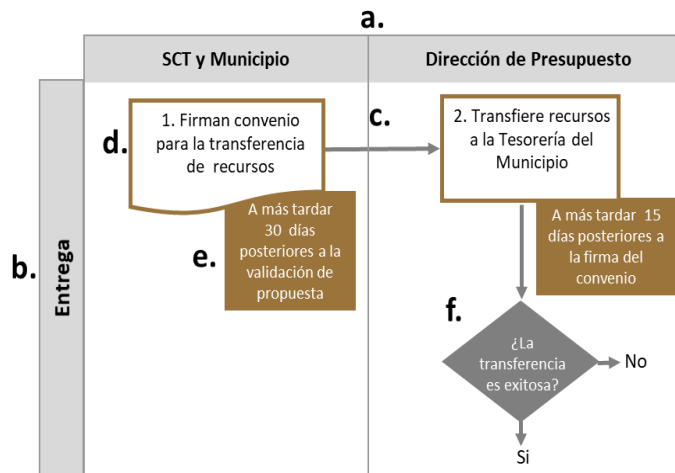 a.
SCT y Municipio
Dirección de Presupuesto
d.
1. Firman convenio
para la transferencia
de recursos
c.
2. Transfiere recursos
a la Tesorería del
Municipio
A más tardar
30 días
posteriores a la
validación de
propuesta
e.
A más tardar 15
días posteriores a
la firma del
convenio
b.
Entrega
f.
¿La
transferencia
es exitosa?
No
Si